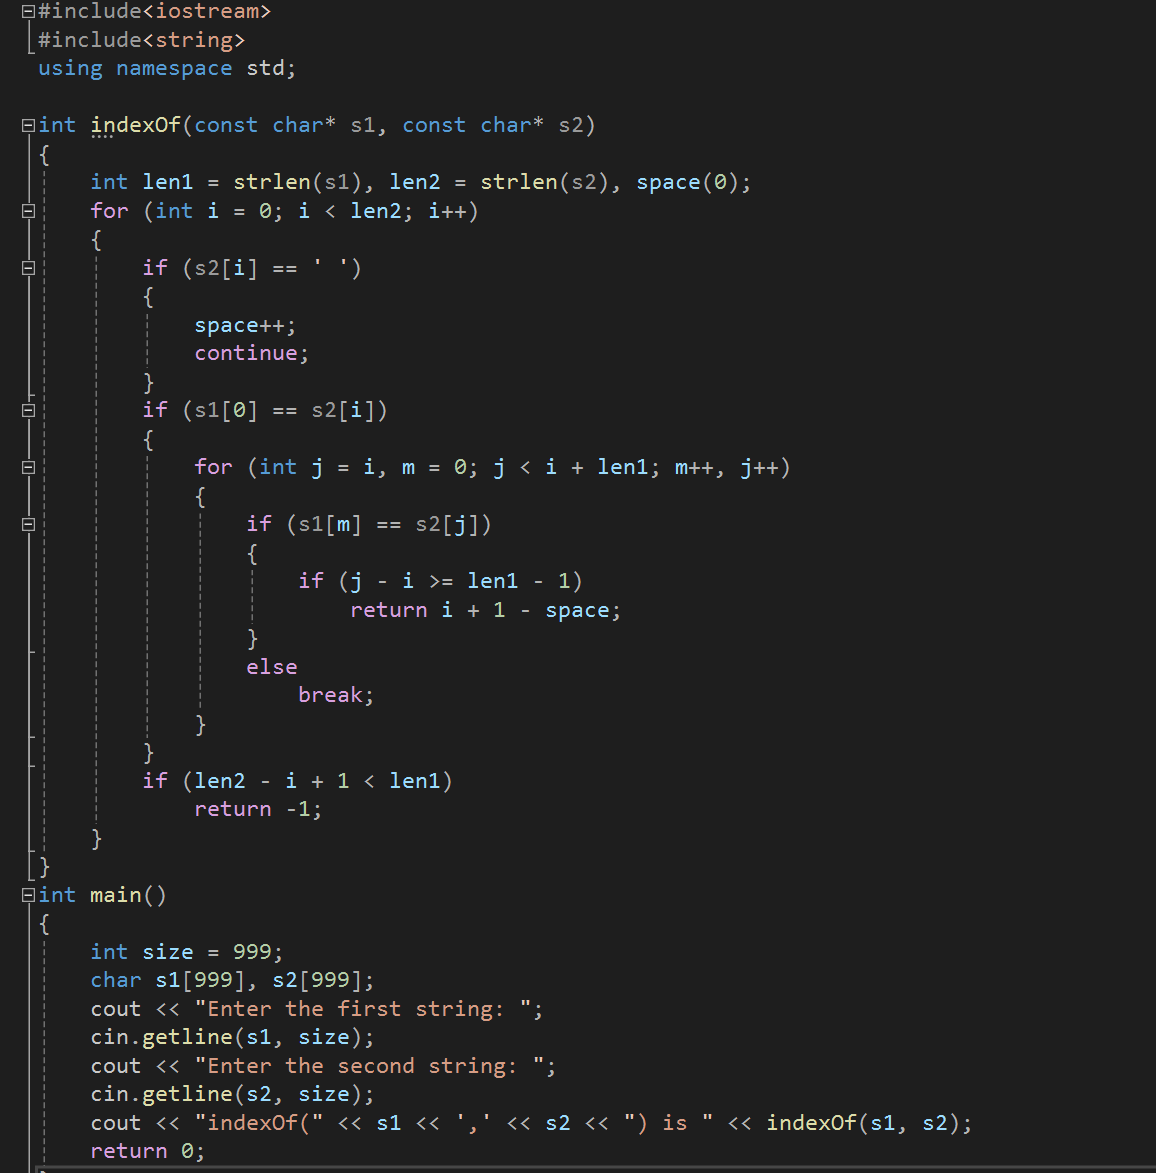 #include<iostream>
#include<string>
using namespace std;

int indexOf(const char* s1, const char* s2)
{
    int len1 = strlen(s1), len2 = strlen(s2), space(0);
    for (int i = 0; i < len2; i++)
    {
        if (s2[i] == ' ')
        {
            space++;
            continue;
        }
        if (s1[0] == s2[i])
        {
            for (int j = i, m = 0; j < i + len1; m++, j++)
            {
                if (s1[m] == s2[j])
                {
                    if (j - i >= len1 - 1)
                        return i + 1 - space;
                }
                else
                    break;
            }
        }
        if (len2 - i + 1 < len1)
            return -1;
    }
}
int main()
{
    int size = 999;
    char s1[999], s2[999];
    cout << "Enter the first string: ";
    cin.getline(s1, size);
    cout << "Enter the second string: ";
    cin.getline(s2, size);
    cout << "indexOf(" << s1 << ',' << s2 << ") is " << indexOf(s1, s2);
    return 0;